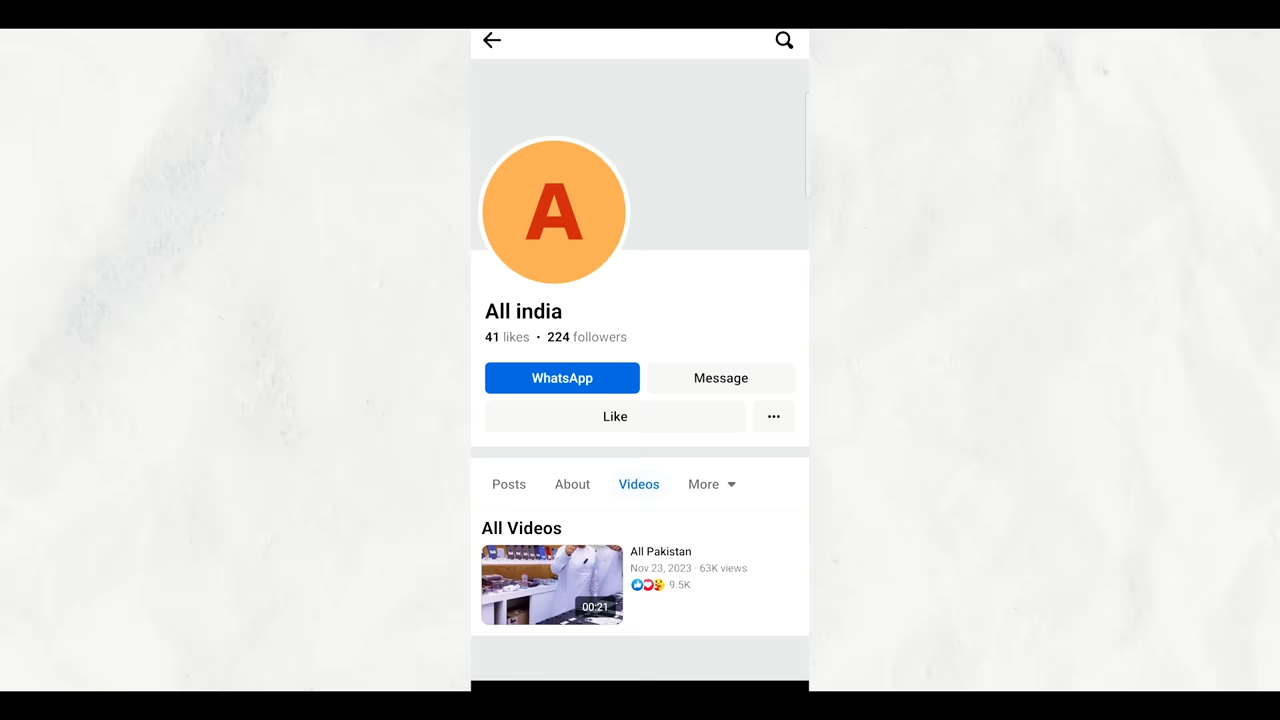 A
All india
41 likes • 224 followers
WhatsApp
Message
Like
Posts
About
Videos
More
All Videos
00:21
All Pakistan
Nov 23, 2023 · 63K views
9.5K